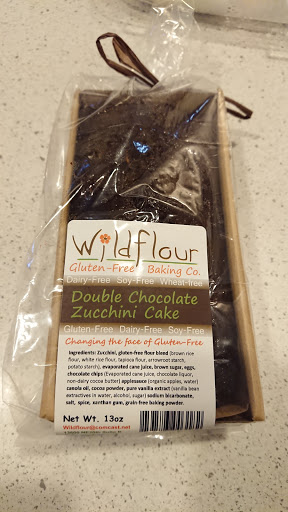 Wildflour
Gluten-Free Baking Co.
Dairy-Free Soy-Free Wheat-free
Double Chocolate
Zucchini Cake
Gluten-Free Dairy-Free Soy-Free
Changing the face of Gluten-Free
Ingredients: Zucchini, gluten-free flour blend (brown rice
flour, white rice flour, tapioca flour, arrowroot starch,
potato starch), evaporated cane juice, brown sugar, eggs,
chocolate chips (Evaporated cane juice, chocolate liquor,
non-dairy cocoa butter) applesauce (organic apples, water)
canola oil, cocoa powder, pure vanilla extract (vanilla bean
extractives in water, alcohol, sugar) sodium bicarbonate,
salt, spice, xanthan gum, grain-free baking powder.
Net Wt. 13oz
Wildflour@comcast.net